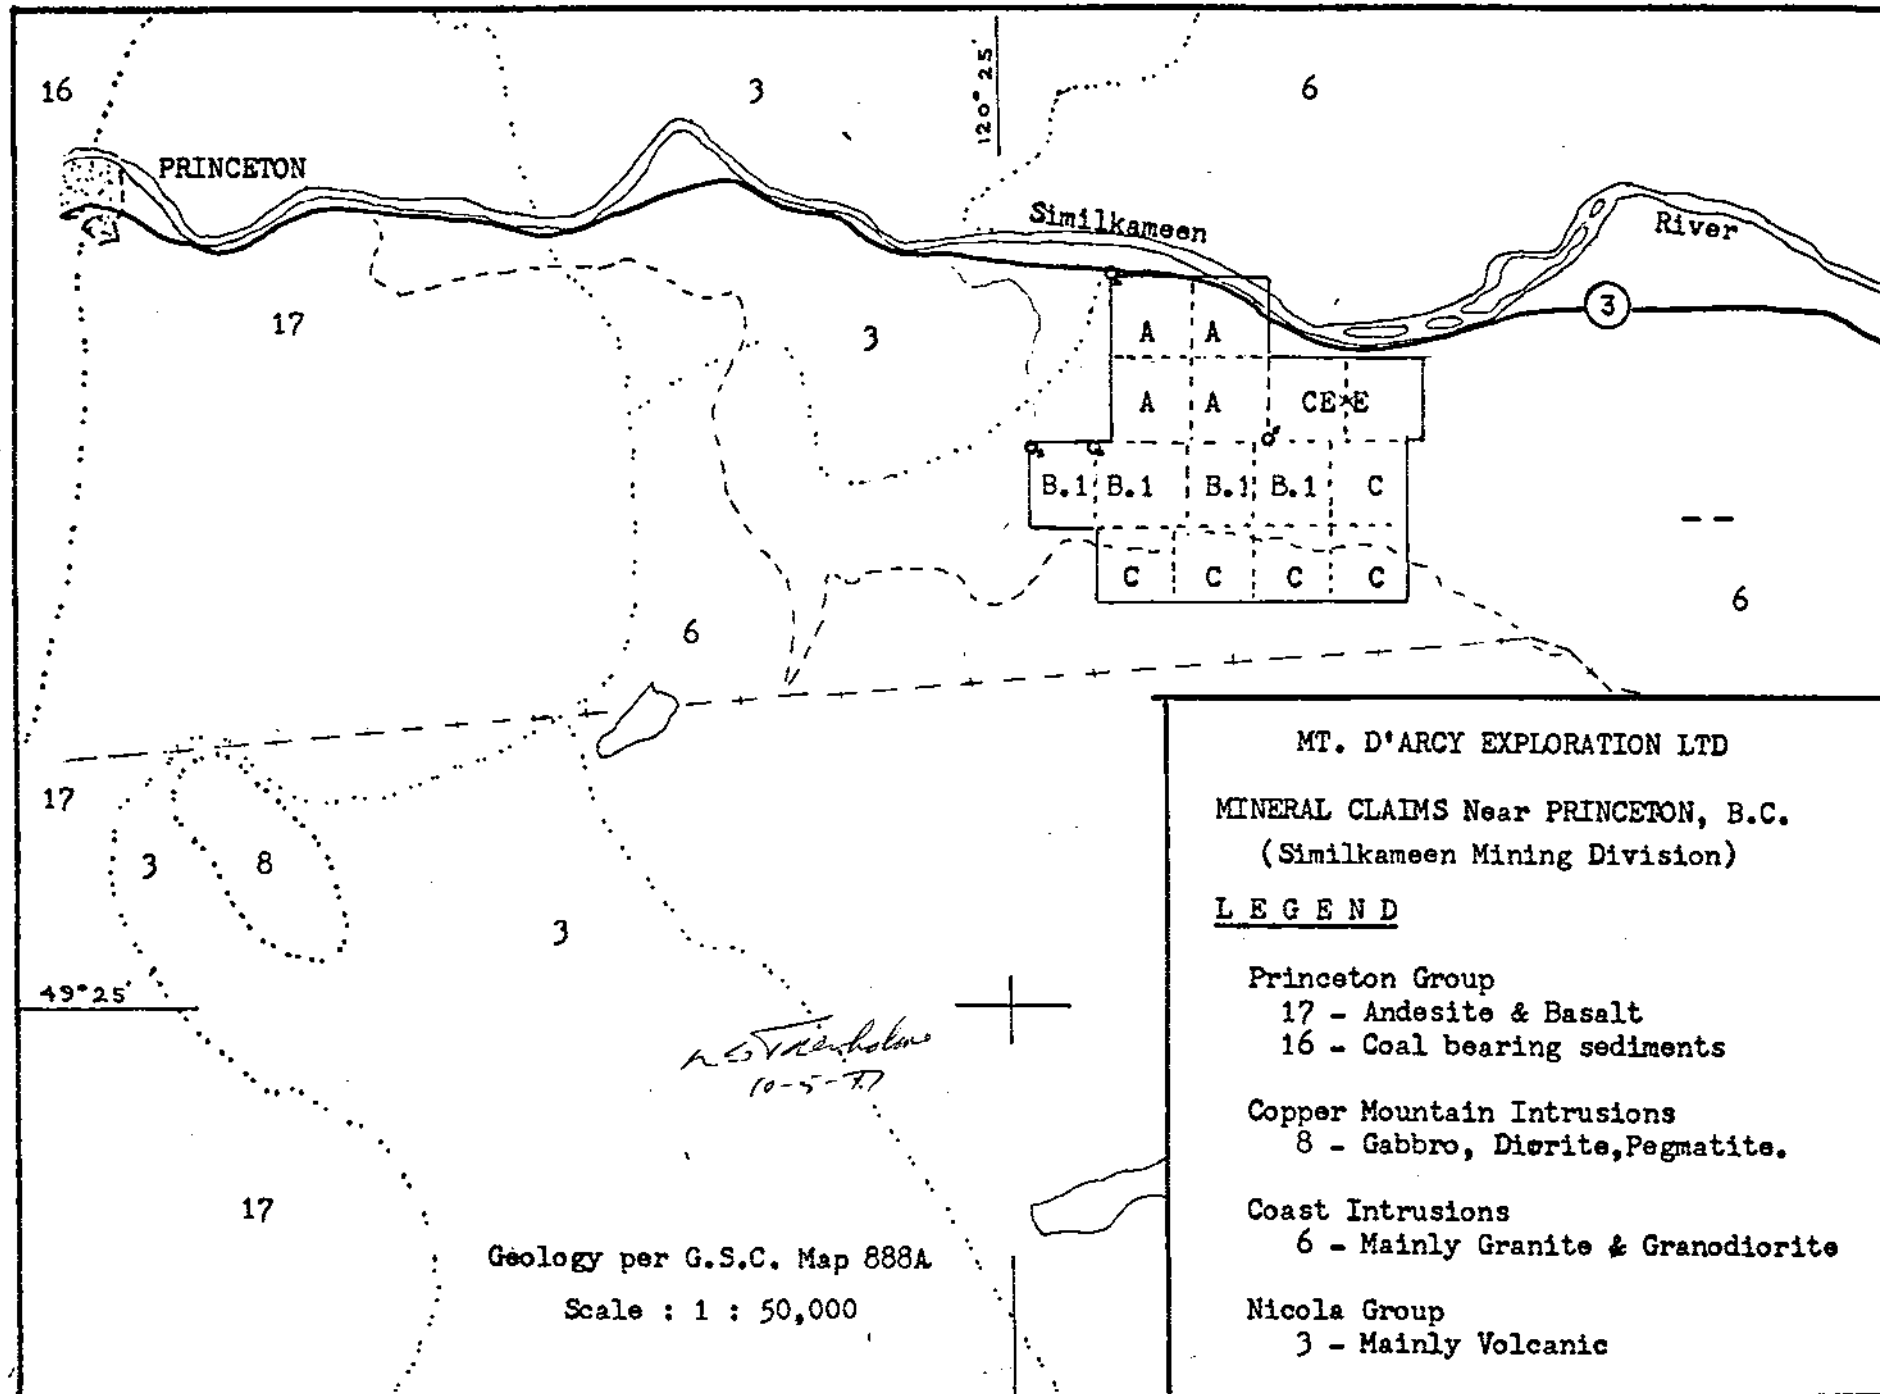 16
3
120° 25'
6
PRINCETON
Similkameen
River
3
17
3
A A
A A CE*E
B.1 B.1 B.1 B.1 C
C C C C
6
6
17
3
8
3
49°25'
10-5-77
17
Geology per G.S.C. Map 888A
Scale : 1 : 50,000
MT. D'ARCY EXPLORATION LTD
MINERAL CLAIMS Near PRINCETON, B.C.
(Similkameen Mining Division)
LEGEND
Princeton Group
17 - Andesite & Basalt
16 - Coal bearing sediments
Copper Mountain Intrusions
8 - Gabbro, Diorite,Pegmatite.
Coast Intrusions
6 - Mainly Granite & Granodiorite
Nicola Group
3 - Mainly Volcanic